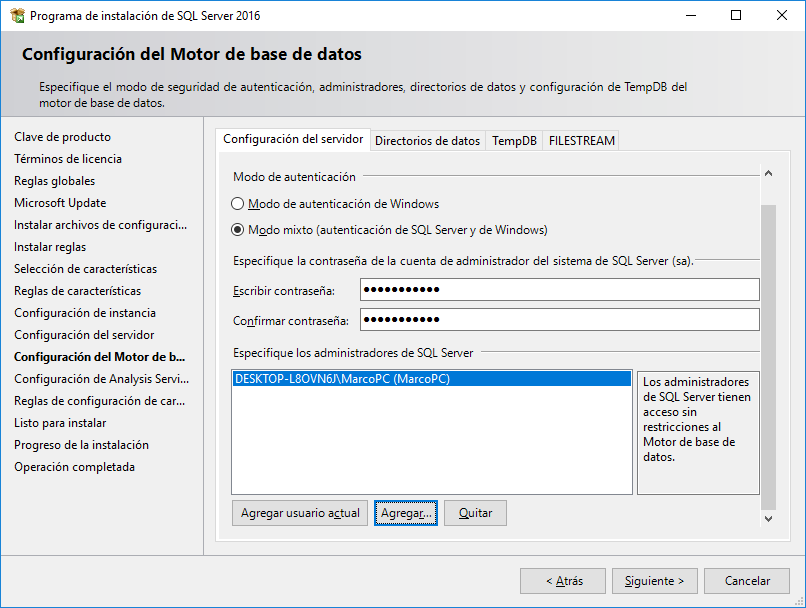 Programa de instalación de SQL Server 2016
Configuración del Motor de base de datos
Especifique el modo de seguridad de autenticación, administradores, directorios de datos y configuración de TempDB del
motor de base de datos.
Clave de producto
Términos de licencia
Reglas globales
Microsoft Update
Instalar archivos de configuraci...
Instalar reglas
Selección de características
Reglas de características
Configuración de instancia
Configuración del servidor
Configuración del Motor de b...
Configuración de Analysis Servi...
Reglas de configuración de car...
Listo para instalar
Progreso de la instalación
Operación completada
Configuración del servidor
Directorios de datos
TempDB
FILESTREAM
Modo de autenticación
Modo de autenticación de Windows
Modo mixto (autenticación de SQL Server y de Windows)
Especifique la contraseña de la cuenta de administrador del sistema de SQL Server (sa).
Escribir contraseña:
●●●●●●●●●●●
Confirmar contraseña:
●●●●●●●●●●●
Especifique los administradores de SQL Server
DESKTOP-L8OVN6J\MarcoPC (MarcoPC)
Los administradores
de SQL Server tienen
acceso sin
restricciones al
Motor de base de
datos.
Agregar usuario actual
Agregar...
Quitar
< Atrás
Siguiente >
Cancelar